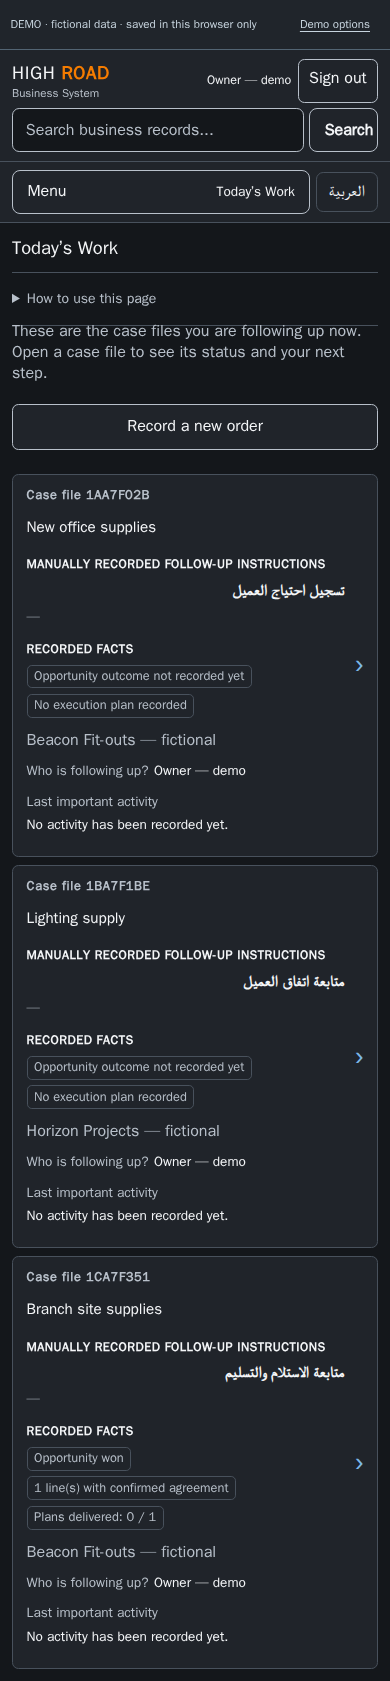 DEMO · fictional data · saved in this browser only
Demo options
HIGH ROAD
Business System
Owner — demo
Sign out
Search business records...
Search
Menu
Today's Work
العربية
Today's Work
▶ How to use this page
These are the case files you are following up now.
Open a case file to see its status and your next
step.
Record a new order
Case file 1AA7F02B
New office supplies
MANUALLY RECORDED FOLLOW-UP INSTRUCTIONS
تسجيل احتياج العميل
—
RECORDED FACTS
Opportunity outcome not recorded yet
No execution plan recorded
Beacon Fit-outs — fictional
Who is following up? Owner — demo
Last important activity
No activity has been recorded yet.
Case file 1BA7F1BE
Lighting supply
MANUALLY RECORDED FOLLOW-UP INSTRUCTIONS
متابعة اتفاق العميل
—
RECORDED FACTS
Opportunity outcome not recorded yet
No execution plan recorded
Horizon Projects — fictional
Who is following up? Owner — demo
Last important activity
No activity has been recorded yet.
Case file 1CA7F351
Branch site supplies
MANUALLY RECORDED FOLLOW-UP INSTRUCTIONS
متابعة الاستلام والتسليم
—
RECORDED FACTS
Opportunity won
1 line(s) with confirmed agreement
Plans delivered: 0 / 1
Beacon Fit-outs — fictional
Who is following up? Owner — demo
Last important activity
No activity has been recorded yet.